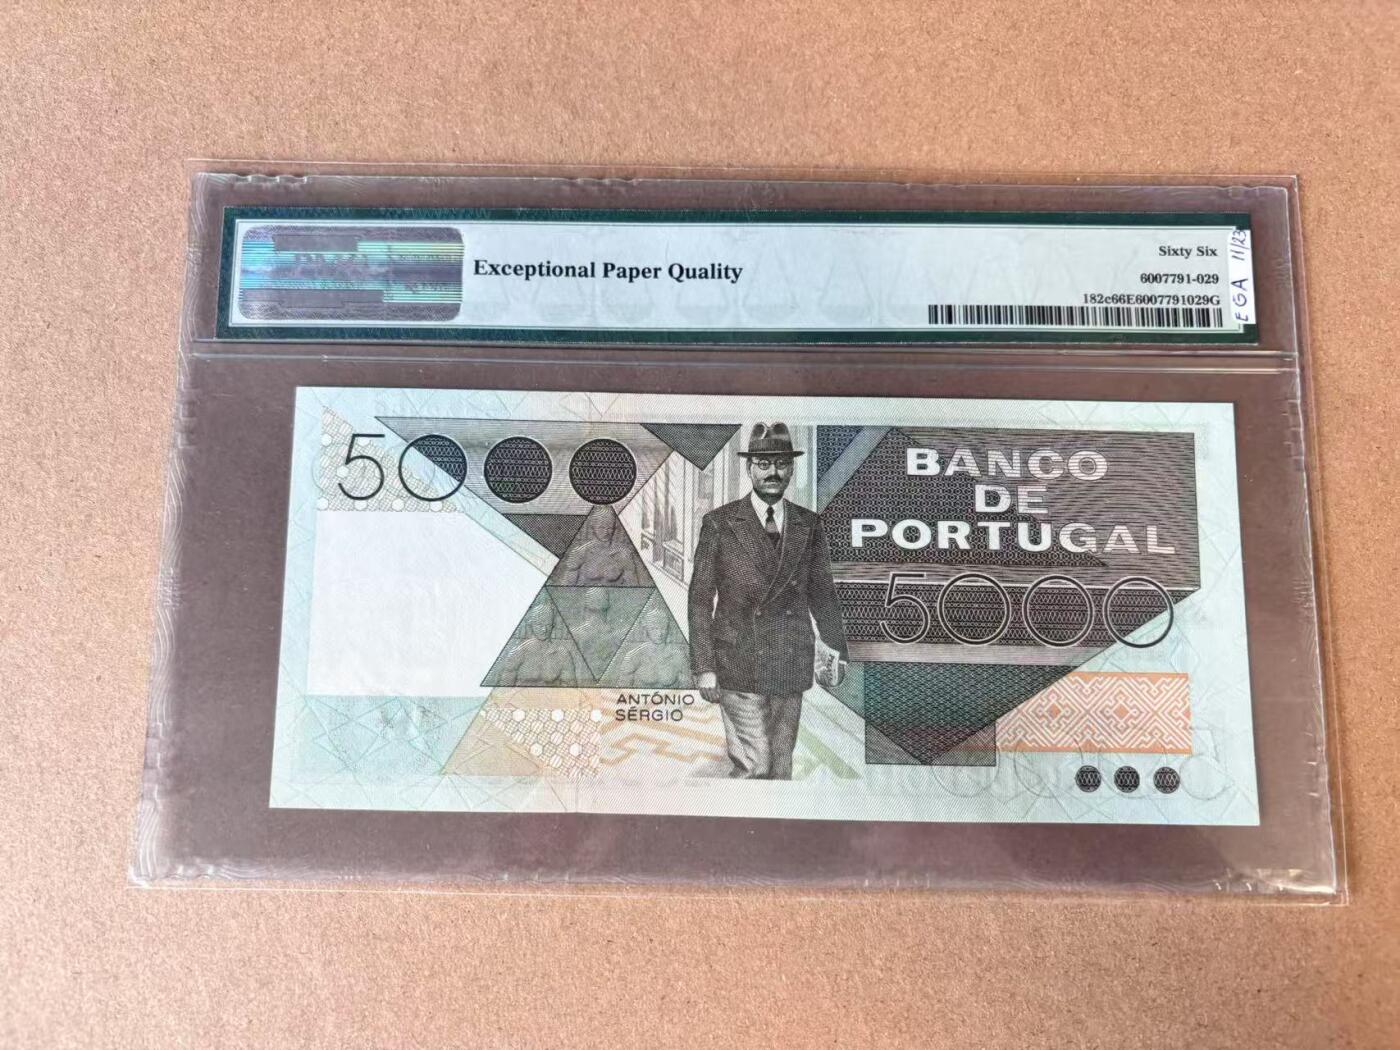 Exceptional Paper Quality
Sixty Six
6007791-029
182c66E6007791029G
EGA 11/23
5000
BANCO
DE
PORTUGAL
5000
ANTÓNIO
SÉRGIO